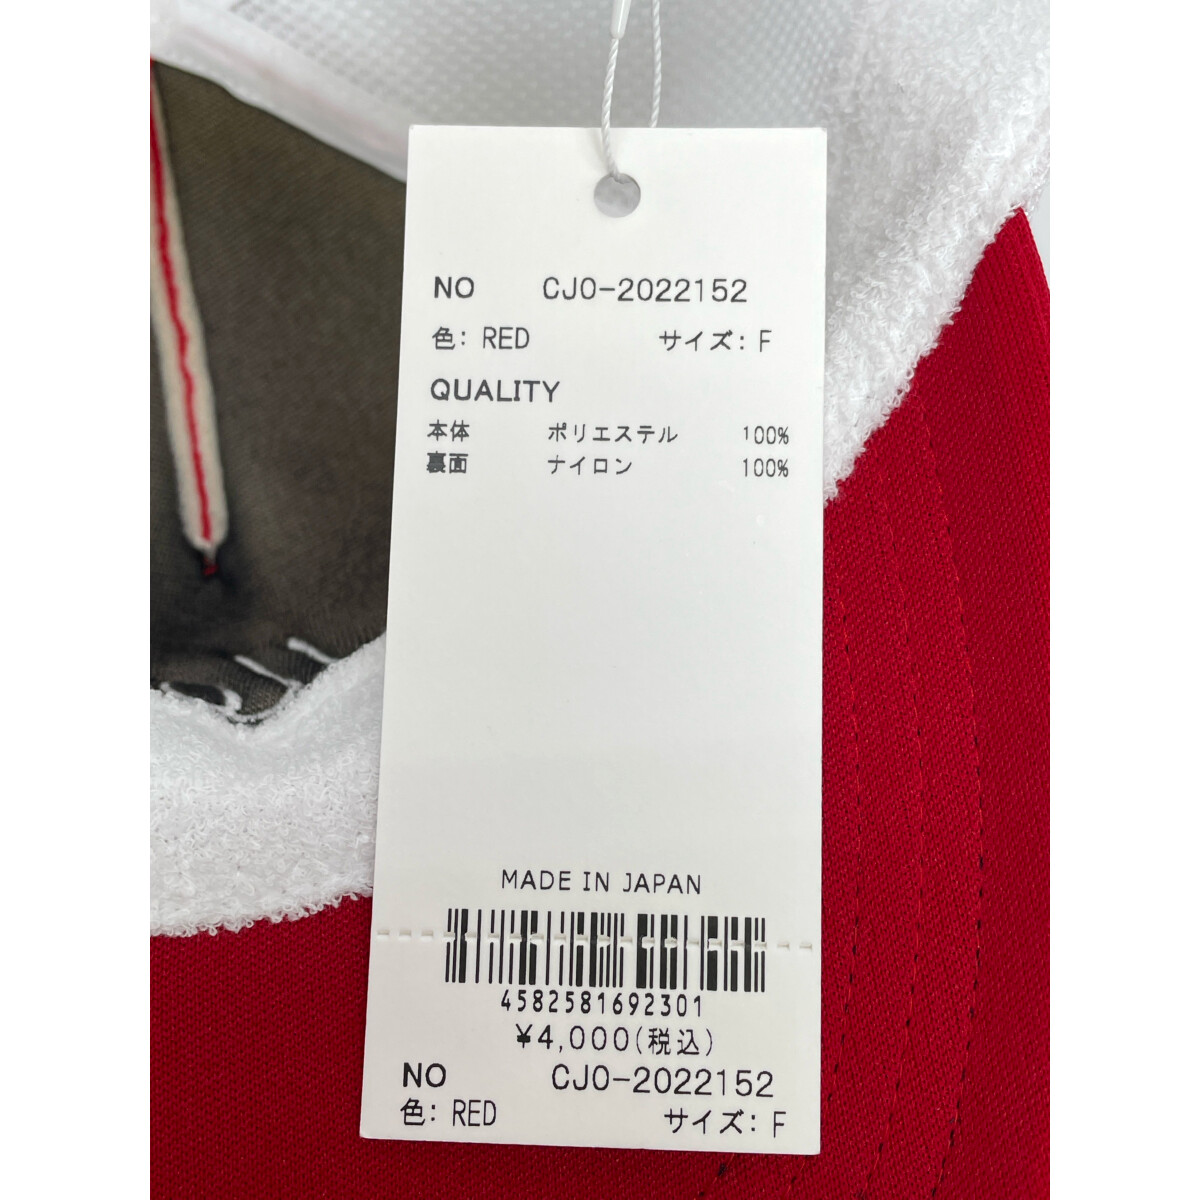 NO CJ0-2022152
色: RED サイズ: F
QUALITY
本体 ポリエステル 100%
裏面 ナイロン 100%
MADE IN JAPAN
4582581692301
¥4,000(税込)
NO CJ0-2022152
色: RED サイズ: F